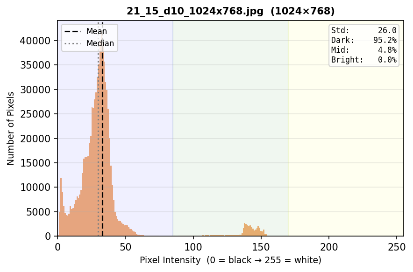 21_15_d10_1024x768.jpg  (1024×768)
Mean
Median
Std: 26.0
Dark: 95.2%
Mid: 4.8%
Bright: 0.0%
Number of Pixels
40000
35000
30000
25000
20000
15000
10000
5000
0
0 50 100 150 200 250
Pixel Intensity  (0 = black → 255 = white)